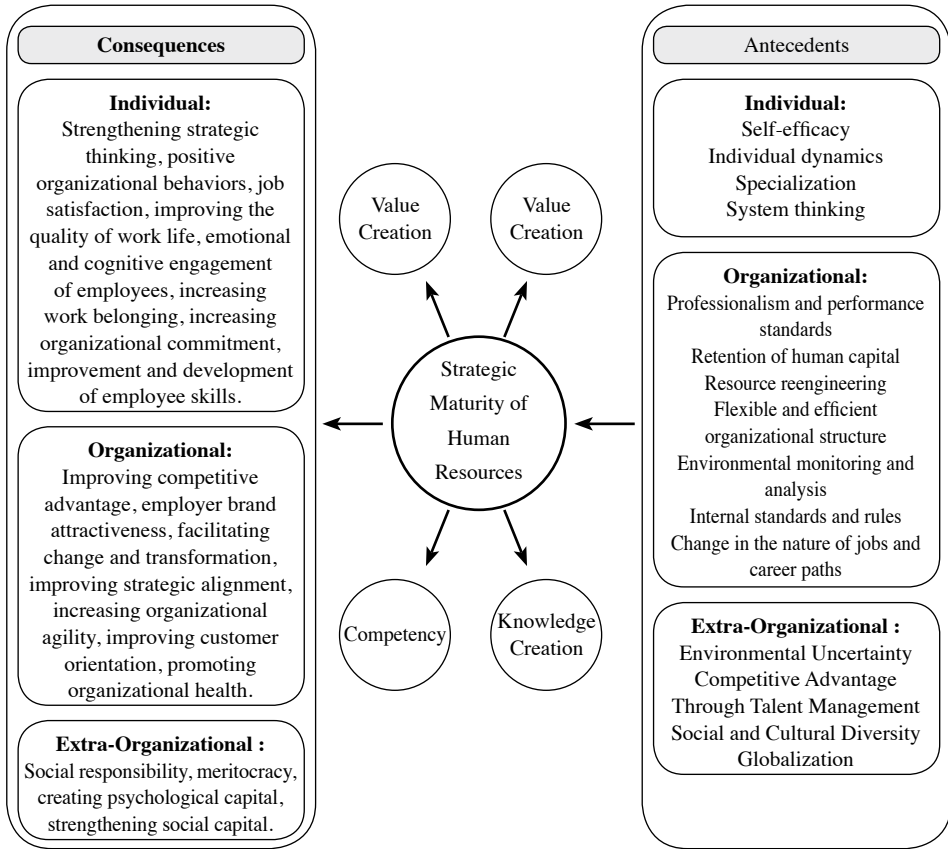 Consequences
Individual:
Strengthening strategic
thinking, positive
organizational behaviors, job
satisfaction, improving the
quality of work life, emotional
and cognitive engagement
of employees, increasing
work belonging, increasing
organizational commitment,
improvement and development
of employee skills.
Organizational:
Improving competitive
advantage, employer brand
attractiveness, facilitating
change and transformation,
improving strategic alignment,
increasing organizational
agility, improving customer
orientation, promoting
organizational health.
Extra-Organizational :
Social responsibility, meritocracy,
creating psychological capital,
strengthening social capital.
Value
Creation
Value
Creation
Strategic
Maturity of
Human
Resources
Competency
Knowledge
Creation
Antecedents
Individual:
Self-efficacy
Individual dynamics
Specialization
System thinking
Organizational:
Professionalism and performance
standards
Retention of human capital
Resource reengineering
Flexible and efficient
organizational structure
Environmental monitoring and
analysis
Internal standards and rules
Change in the nature of jobs and
career paths
Extra-Organizational :
Environmental Uncertainty
Competitive Advantage
Through Talent Management
Social and Cultural Diversity
Globalization